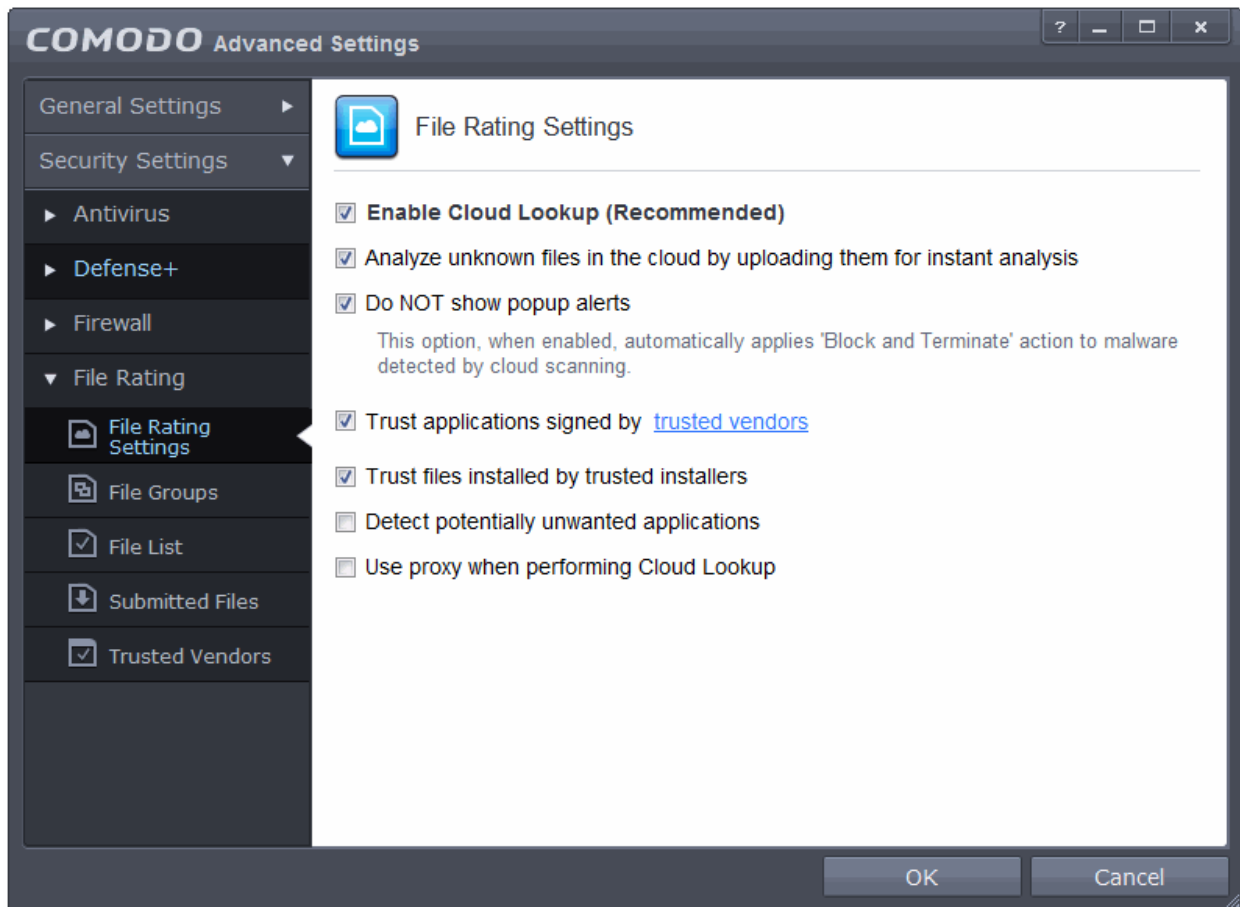 COMODO Advanced Settings
?
General Settings
Security Settings
Antivirus
Defense+
Firewall
File Rating
File Rating
Settings
File Groups
File List
Submitted Files
Trusted Vendors
File Rating Settings
Enable Cloud Lookup (Recommended)
Analyze unknown files in the cloud by uploading them for instant analysis
Do NOT show popup alerts
This option, when enabled, automatically applies 'Block and Terminate' action to malware
detected by cloud scanning.
Trust applications signed by trusted vendors
Trust files installed by trusted installers
Detect potentially unwanted applications
Use proxy when performing Cloud Lookup
OK
Cancel